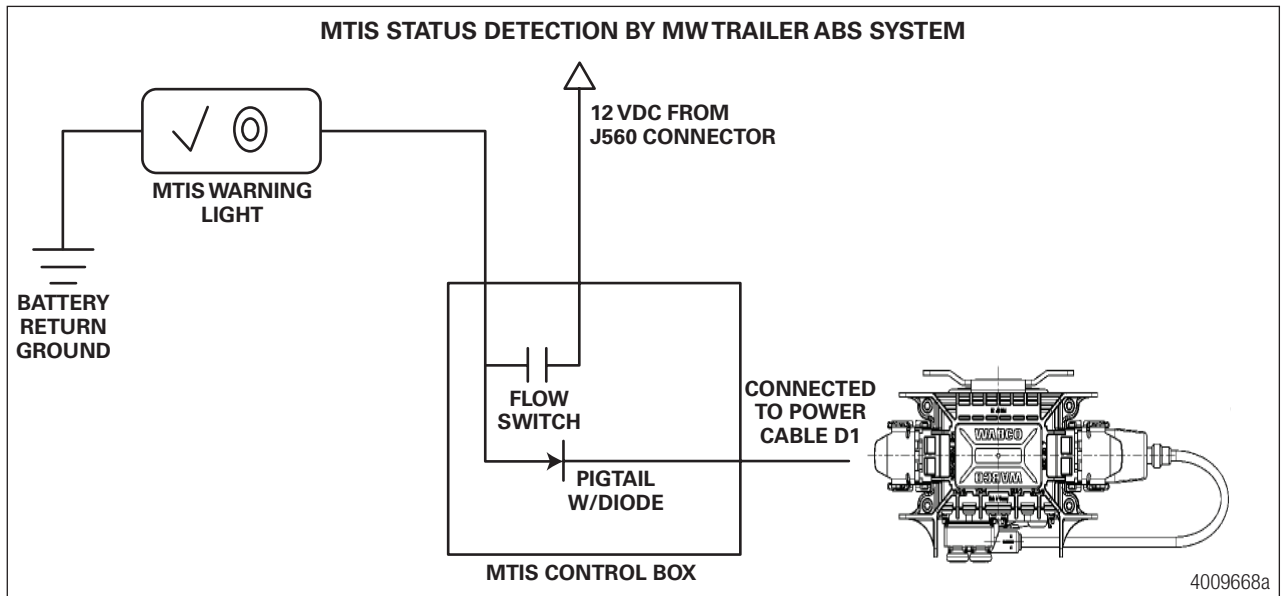 MTIS STATUS DETECTION BY MW TRAILER ABS SYSTEM
12 VDC FROM
J560 CONNECTOR
MTIS WARNING
LIGHT
BATTERY
RETURN
GROUND
FLOW
SWITCH
CONNECTED
TO POWER
CABLE D1
PIGTAIL
W/DIODE
WABCO
WABCO
MTIS CONTROL BOX
4009668a